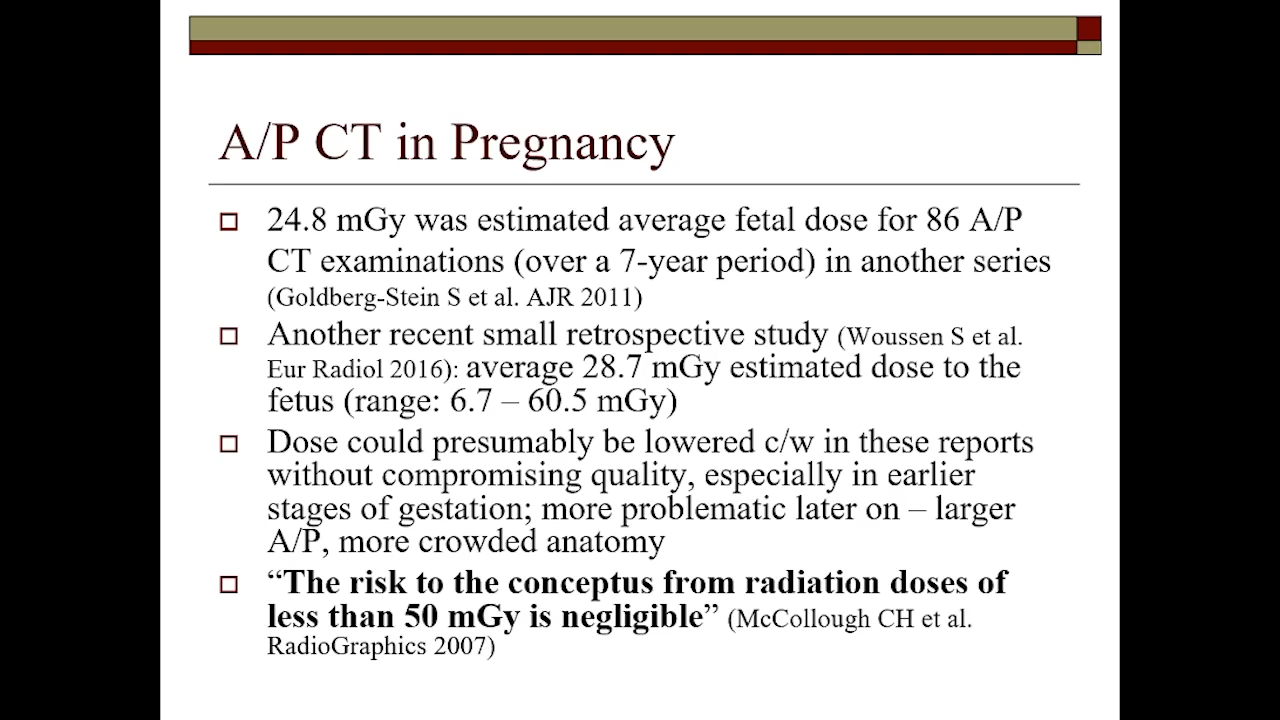 A/P CT in Pregnancy
24.8 mGy was estimated average fetal dose for 86 A/P
CT examinations (over a 7-year period) in another series
(Goldberg-Stein S et al. AJR 2011)
Another recent small retrospective study (Woussen S et al.
Eur Radiol 2016): average 28.7 mGy estimated dose to the
fetus (range: 6.7 – 60.5 mGy)
Dose could presumably be lowered c/w in these reports
without compromising quality, especially in earlier
stages of gestation; more problematic later on – larger
A/P, more crowded anatomy
“The risk to the conceptus from radiation doses of
less than 50 mGy is negligible” (McCollough CH et al.
RadioGraphics 2007)